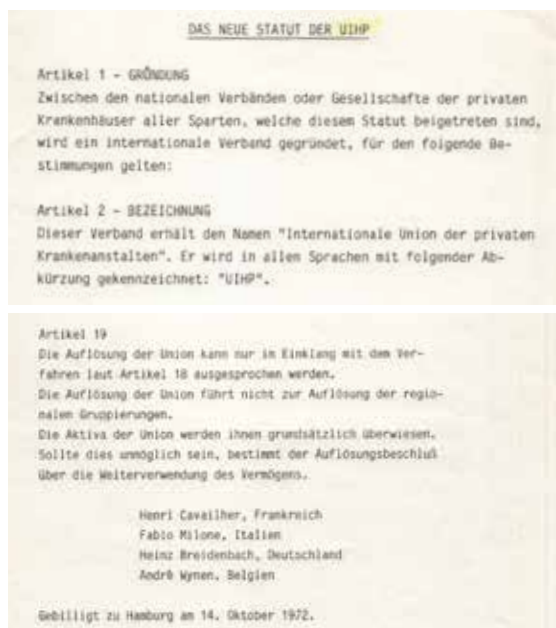 DAS NEUE STATUT DER UIHP
Artikel 1 - GRÜNDUNG
Zwischen den nationalen Verbänden oder Gesellschafte der privaten
Krankenhäuser aller Sparten, welche diesem Statut beigetreten sind,
wird ein internationale Verband gegründet, für den folgende Be-
stimmungen gelten:
Artikel 2 - BEZEICHNUNG
Dieser Verband erhält den Namen "Internationale Union der privaten
Krankenanstalten". Er wird in allen Sprachen mit folgender Ab-
kürzung gekennzeichnet: "UIHP".
Artikel 19
Die Auflösung der Union kann nur im Einklang mit dem Ver-
fahren laut Artikel 18 ausgesprochen werden.
Die Auflösung der Union führt nicht zur Auflösung der regio-
nalen Gruppierungen.
Die Aktiva der Union werden ihnen grundsätzlich überwiesen.
Sollte dies unmöglich sein, bestimmt der Auflösungsbeschluß
über die Weiterverwendung des Vermögens.
Henri Cavailher, Frankreich
Fabio Milone, Italien
Heinz Breidenbach, Deutschland
André Wynen, Belgien
Gebilligt zu Hamburg am 14. Oktober 1972.